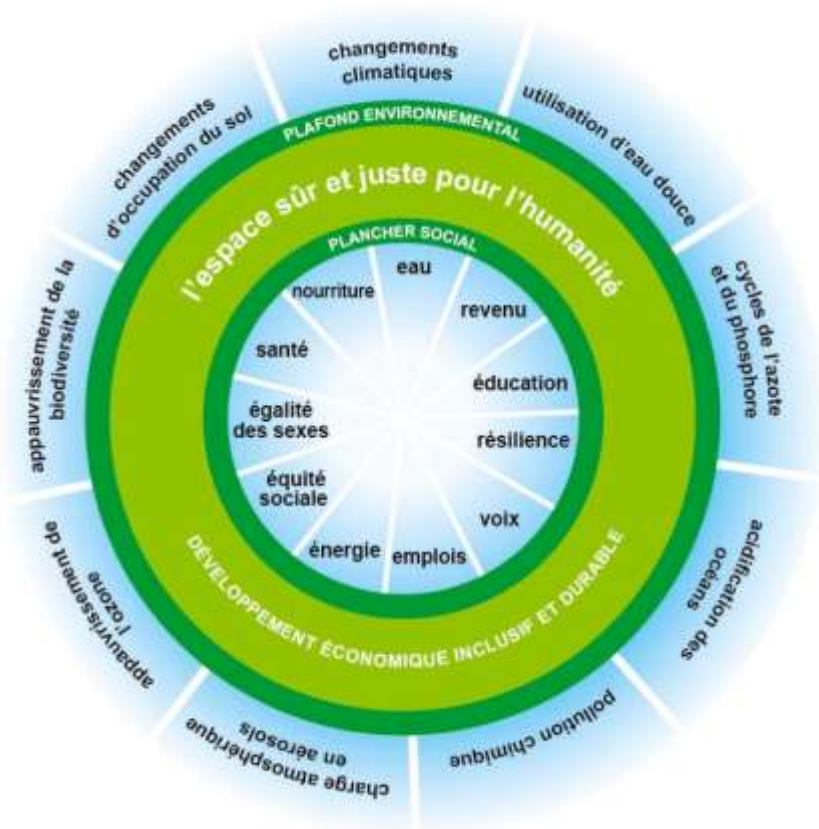 changements
climatiques
utilisation d'eau douce
cycles de l'azote
et du phosphore
acidification des
océans
pollution chimique
charge atmosphérique
en aérosols
appauvrissement de
l'ozone
appauvrissement de la
biodiversité
changements
d'occupation du sol
PLAFOND ENVIRONNEMENTAL
l'espace sûr et juste pour l'humanité
PLANCHER SOCIAL
eau
revenu
éducation
résilience
voix
emplois
énergie
équité
sociale
égalité
des sexes
santé
nourriture
DÉVELOPPEMENT ÉCONOMIQUE INCLUSIF ET DURABLE